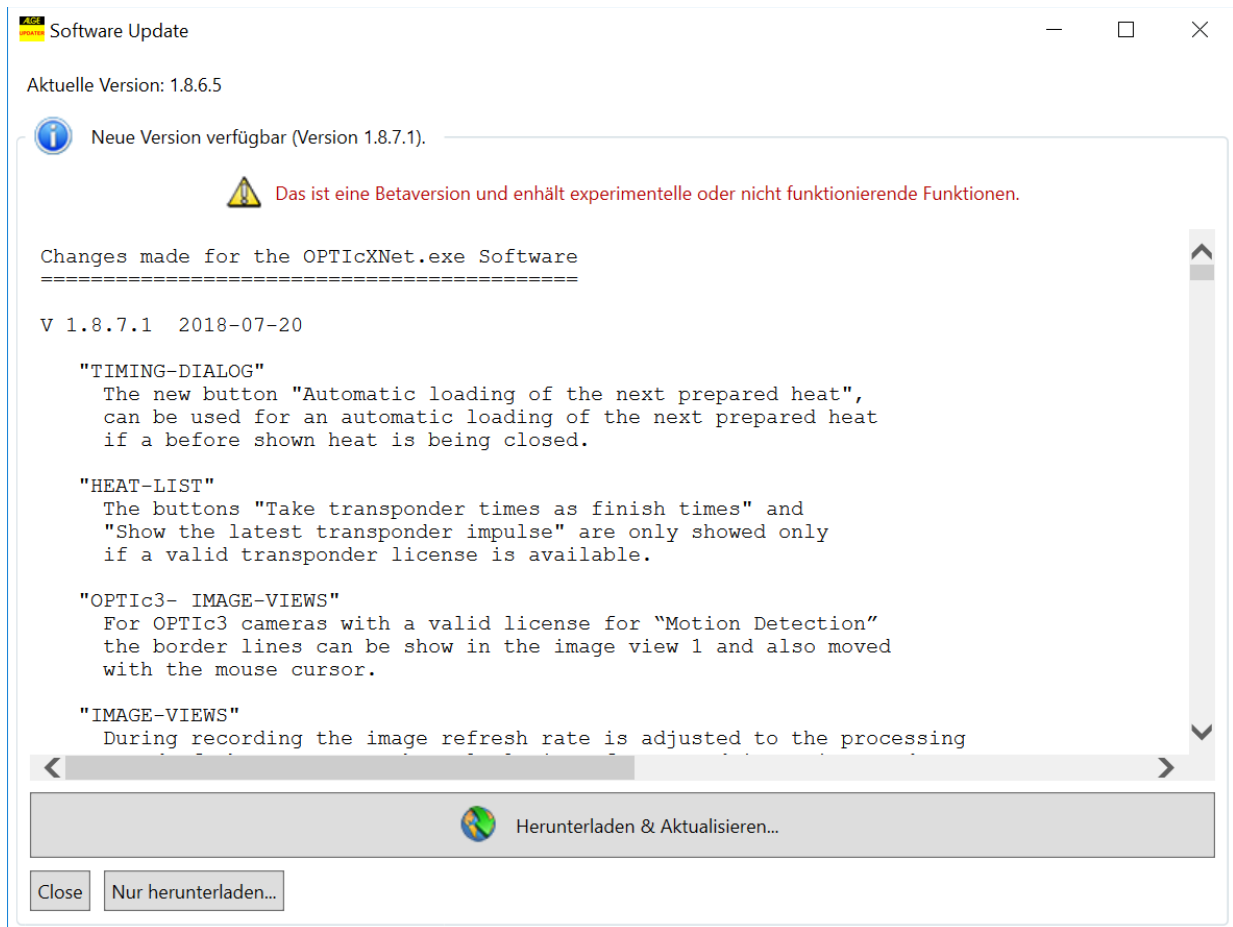 ALGE
UPDATER
Software Update
Aktuelle Version: 1.8.6.5
Neue Version verfügbar (Version 1.8.7.1).
Das ist eine Betaversion und enhält experimentelle oder nicht funktionierende Funktionen.
Changes made for the OPTIcXNet.exe Software
===========================================
V 1.8.7.1  2018-07-20
"TIMING-DIALOG"
The new button "Automatic loading of the next prepared heat",
can be used for an automatic loading of the next prepared heat
if a before shown heat is being closed.
"HEAT-LIST"
The buttons "Take transponder times as finish times" and
"Show the latest transponder impulse" are only showed only
if a valid transponder license is available.
"OPTIc3- IMAGE-VIEWS"
For OPTIc3 cameras with a valid license for “Motion Detection”
the border lines can be show in the image view 1 and also moved
with the mouse cursor.
"IMAGE-VIEWS"
During recording the image refresh rate is adjusted to the processing
Herunterladen & Aktualisieren...
Close
Nur herunterladen...